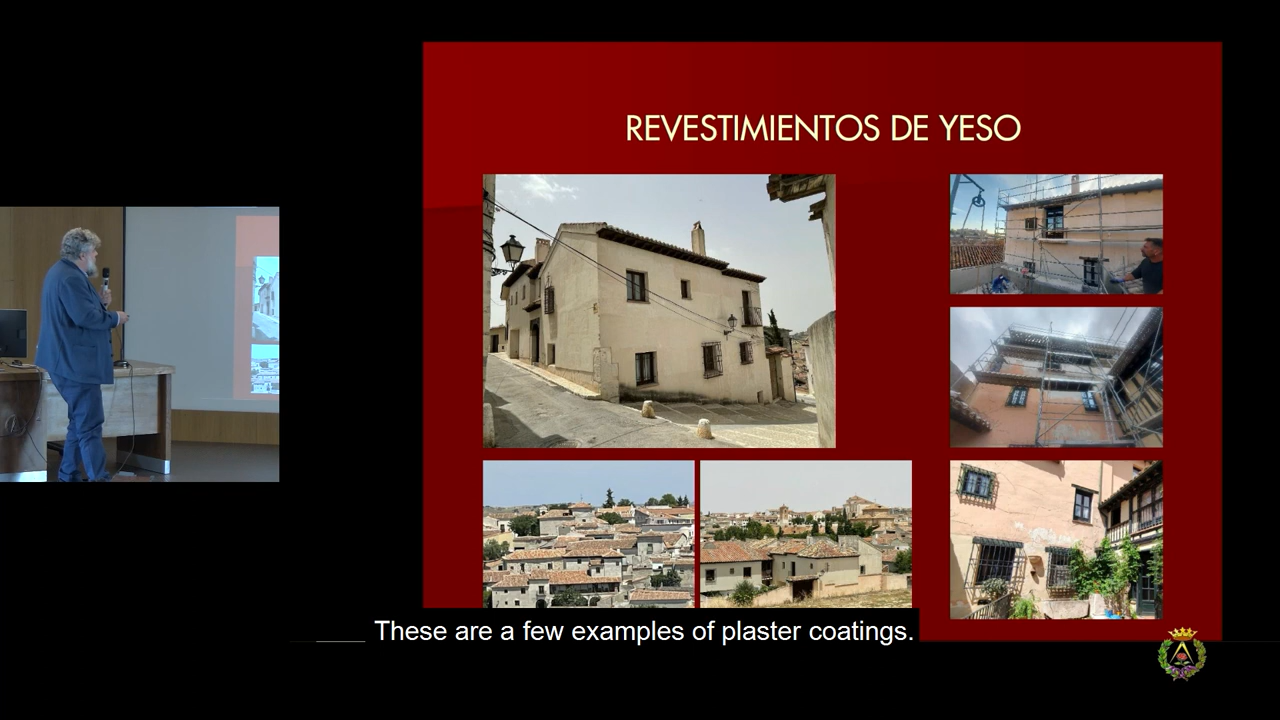 REVESTIMIENTOS DE YESO
These are a few examples of plaster coatings.